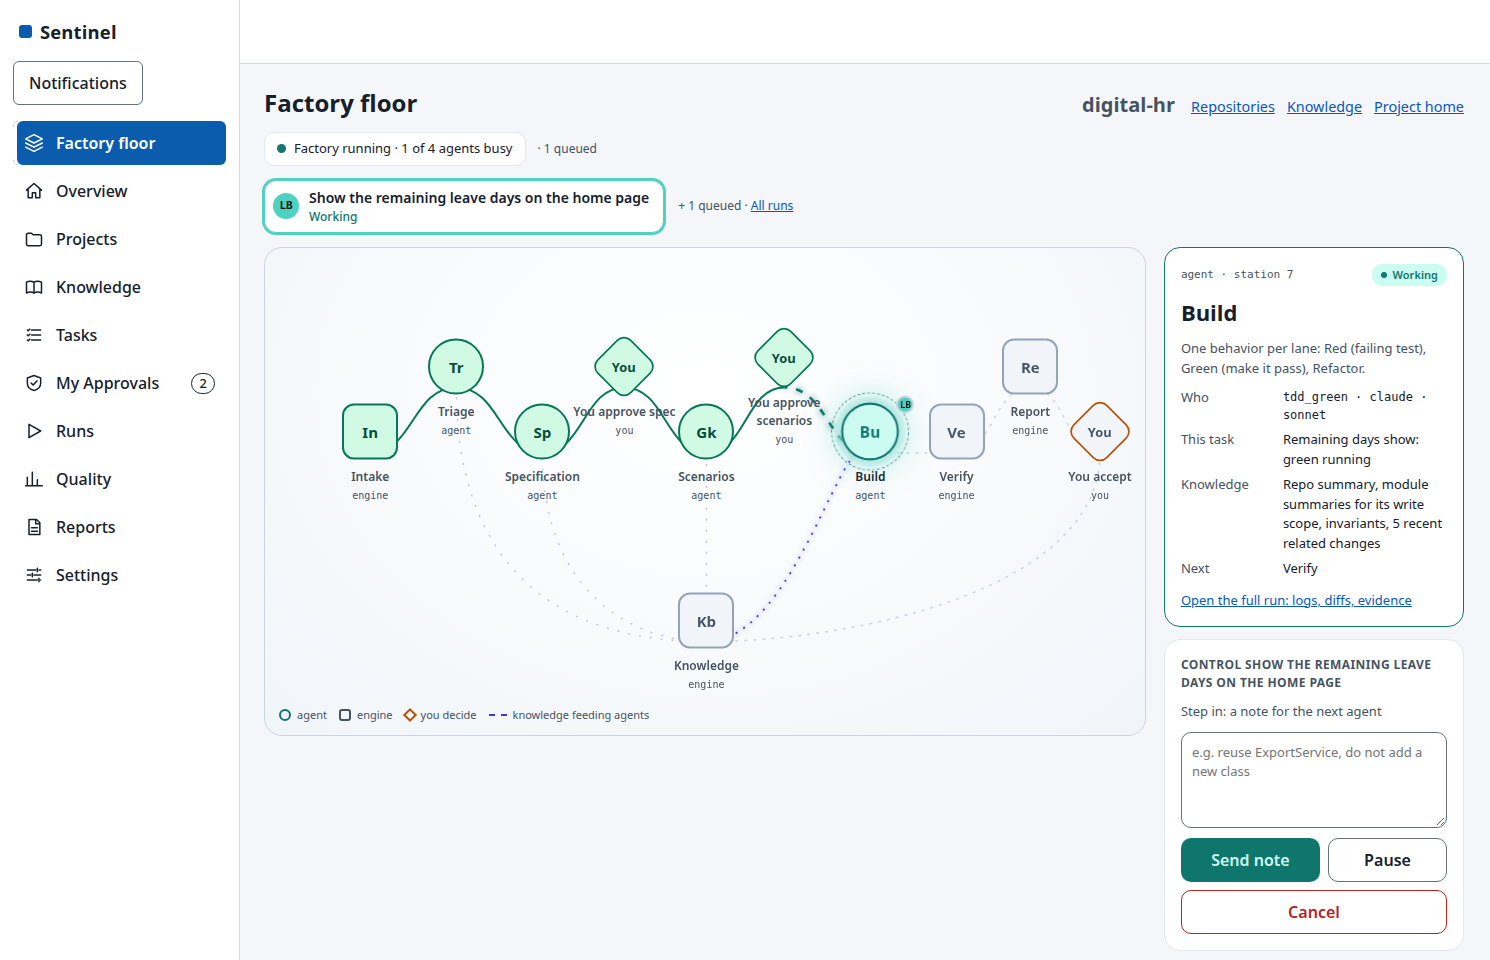 Sentinel
Notifications
Factory floor
Overview
Projects
Knowledge
Tasks
My Approvals 2
Runs
Quality
Reports
Settings
Factory floor
digital-hr Repositories Knowledge Project home
Factory running · 1 of 4 agents busy · 1 queued
LB Show the remaining leave days on the home page
Working
+ 1 queued · All runs
In
Intake
engine
Tr
Triage
agent
Sp
Specification
agent
You
You approve spec
you
Gk
Scenarios
agent
You
You approve
scenarios
you
LB
Bu
Build
agent
Ve
Verify
engine
Re
Report
engine
You
You accept
you
Kb
Knowledge
engine
agent engine you decide knowledge feeding agents
agent · station 7 Working
Build
One behavior per lane: Red (failing test),
Green (make it pass), Refactor.
Who tdd_green · claude ·
sonnet
This task Remaining days show:
green running
Knowledge Repo summary, module
summaries for its write
scope, invariants, 5 recent
related changes
Next Verify
Open the full run: logs, diffs, evidence
CONTROL SHOW THE REMAINING LEAVE
DAYS ON THE HOME PAGE
Step in: a note for the next agent
e.g. reuse ExportService, do not add a
new class
Send note Pause
Cancel